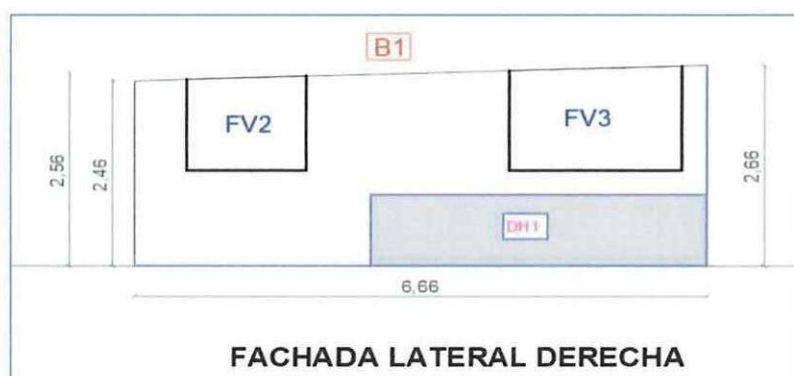 B1
FV2
FV3
2,56
2,46
2,66
DH1
6,66
FACHADA LATERAL DERECHA